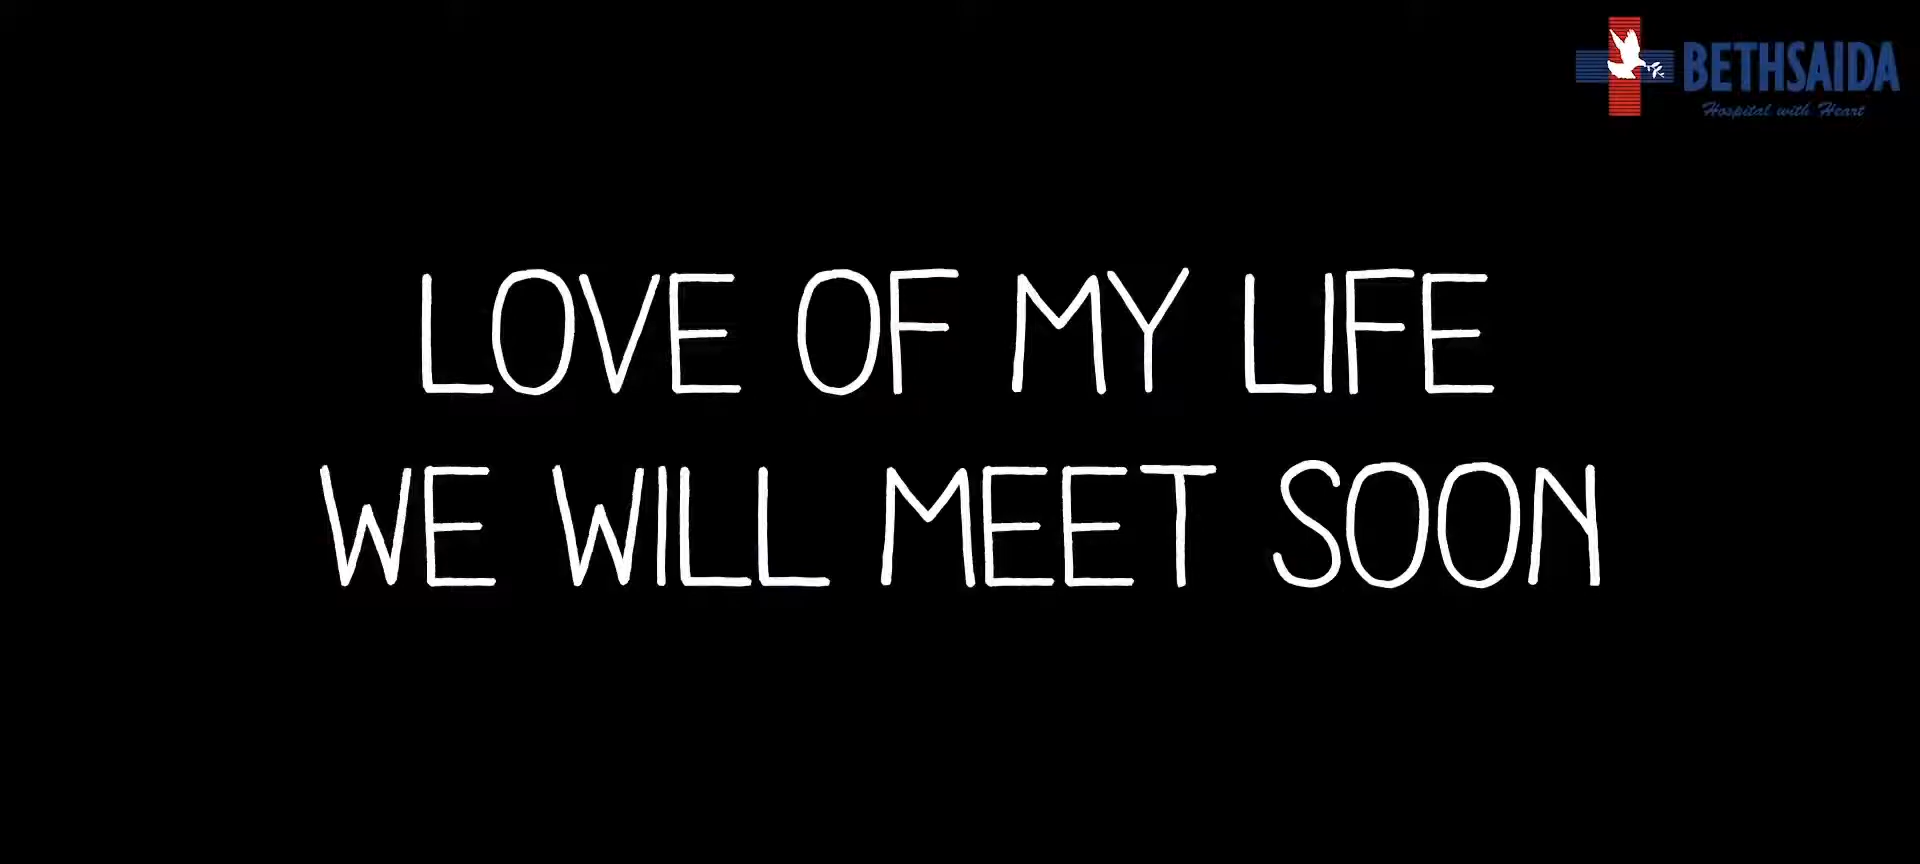 BETHSAIDA
Hospital with Heart
LOVE OF MY LIFE
WE WILL MEET SOON